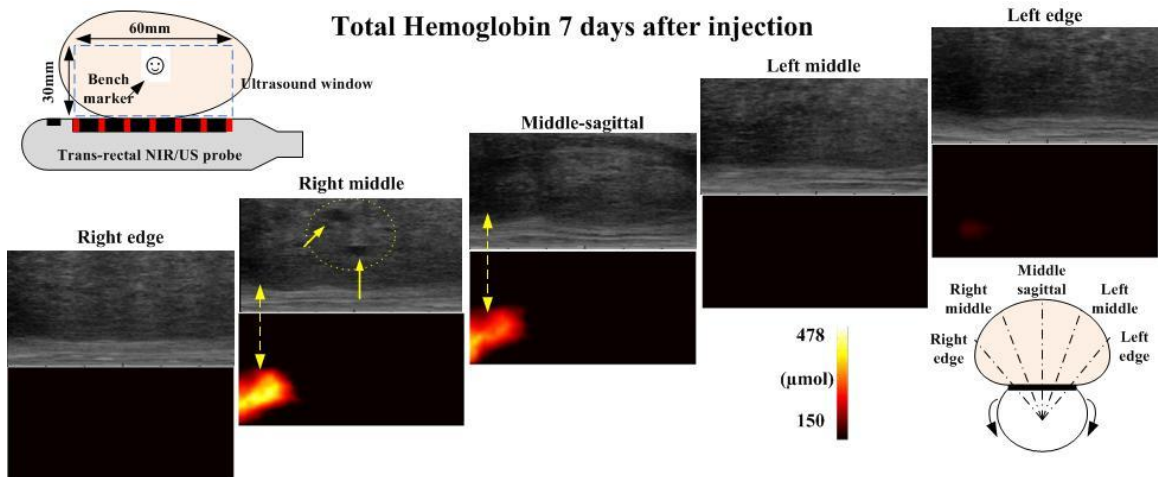 Total Hemoglobin 7 days after injection
60mm
30mm
Bench
marker
Ultrasound window
Trans-rectal NIR/US probe
Right edge
Right middle
Middle-sagittal
Left middle
Left edge
478
(µmol)
150
Middle
sagittal
Right
middle
Left
middle
Right
edge
Left
edge